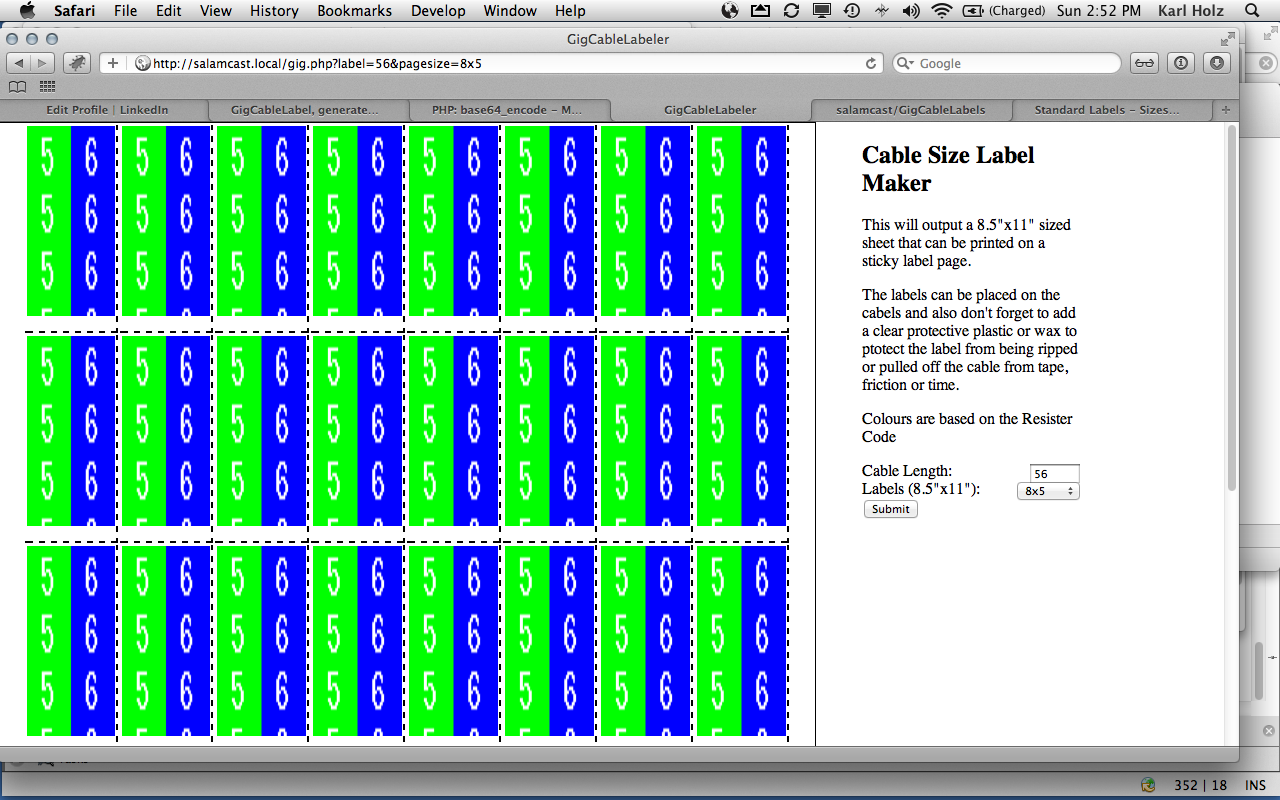 Safari File Edit View History Bookmarks Develop Window Help (Charged) Sun 2:52 PM Karl Holz
GigCableLabeler
http://salamcast.local/gig.php?label=56&pagesize=8x5 Google
Edit Profile | LinkedIn GigCableLabel, generate... PHP: base64_encode – M... GigCableLabeler salamcast/GigCableLabels Standard Labels – Sizes...
5 6 5 6 5 6 5 6 5 6 5 6 5 6 5 6
5 6 5 6 5 6 5 6 5 6 5 6 5 6 5 6
5 6 5 6 5 6 5 6 5 6 5 6 5 6 5 6
5 6 5 6 5 6 5 6 5 6 5 6 5 6 5 6
5 6 5 6 5 6 5 6 5 6 5 6 5 6 5 6
5 6 5 6 5 6 5 6 5 6 5 6 5 6 5 6
5 6 5 6 5 6 5 6 5 6 5 6 5 6 5 6
5 6 5 6 5 6 5 6 5 6 5 6 5 6 5 6
5 6 5 6 5 6 5 6 5 6 5 6 5 6 5 6
Cable Size Label
Maker
This will output a 8.5"x11" sized
sheet that can be printed on a
sticky label page.
The labels can be placed on the
cabels and also don't forget to add
a clear protective plastic or wax to
ptotect the label from being ripped
or pulled off the cable from tape,
friction or time.
Colours are based on the Resister
Code
Cable Length: 56
Labels (8.5"x11"): 8x5
Submit
352 | 18 INS